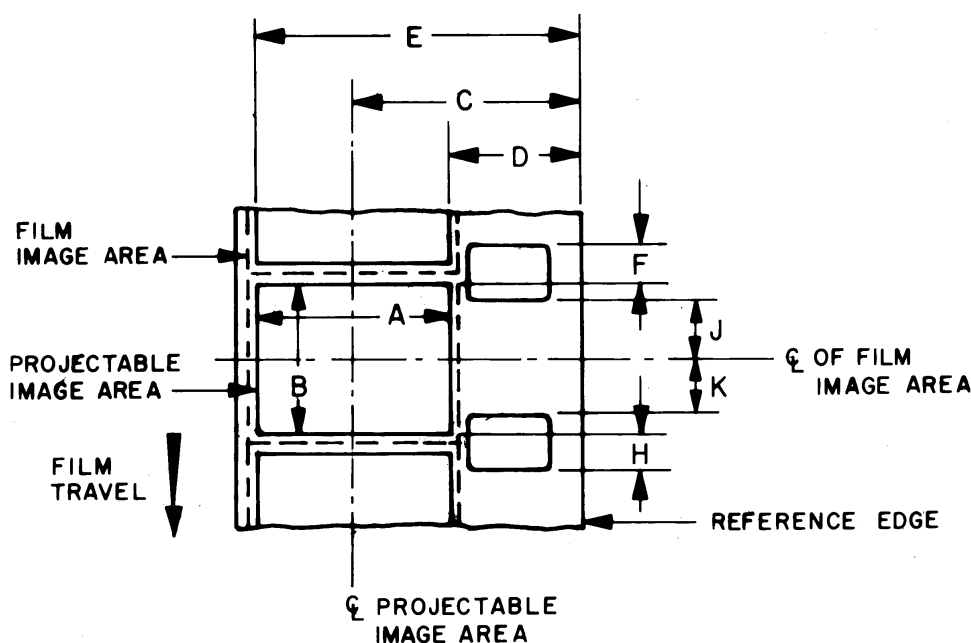 E
C
D
FILM
IMAGE AREA
F
A
J
PROJECTABLE
IMAGE AREA
B
℄ OF FILM
IMAGE AREA
K
H
FILM
TRAVEL
REFERENCE EDGE
℄ PROJECTABLE
IMAGE AREA